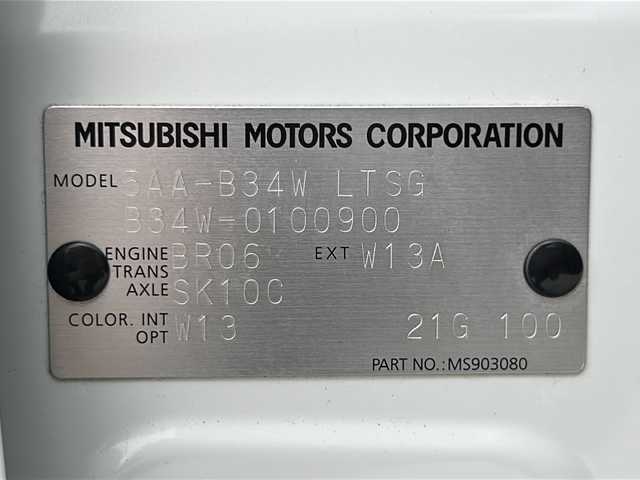 MITSUBISHI MOTORS CORPORATION
MODEL 5AA-B34W LTSG
B34W-0100900
ENGINE BR06 EXT W13A
TRANS
AXLE SK10C
COLOR. INT W13 21G 100
OPT
PART NO.:MS903080